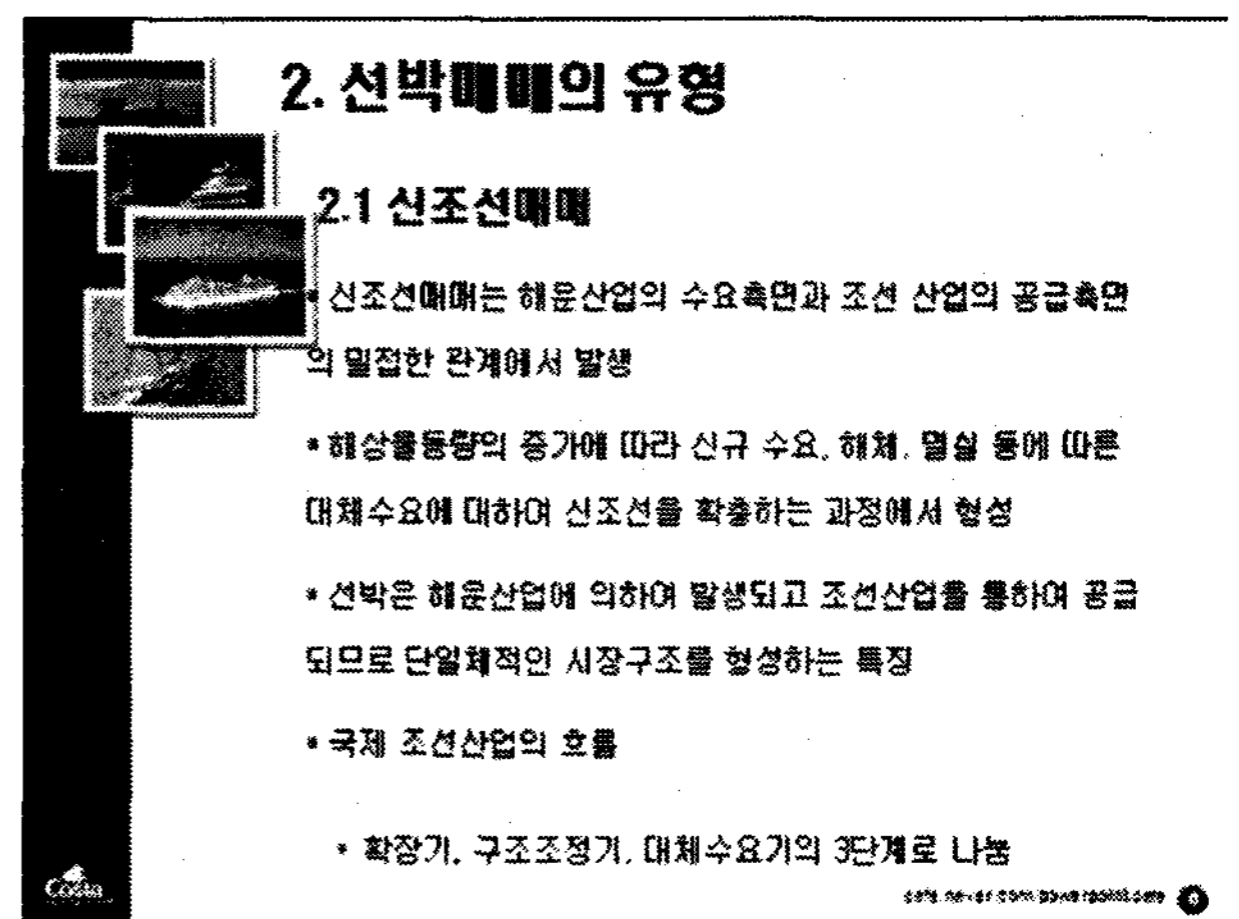 2. 선박매매의 유형
2.1 신조선매매
* 신조선매매는 해운산업의 수요측면과 조선 산업의 공급측면
의 밀접한 관계에서 발생
* 해상물동량의 증가에 따라 신규 수요, 해체, 멸실 등에 따른
대체수요에 대하여 신조선을 확충하는 과정에서 형성
* 선박은 해운산업에 의하여 발생되고 조선산업을 통하여 공급
되므로 단일체적인 시장구조를 형성하는 특징
* 국제 조선산업의 흐름
* 확장기, 구조조정기, 대체수요기의 3단계로 나눔
Costa